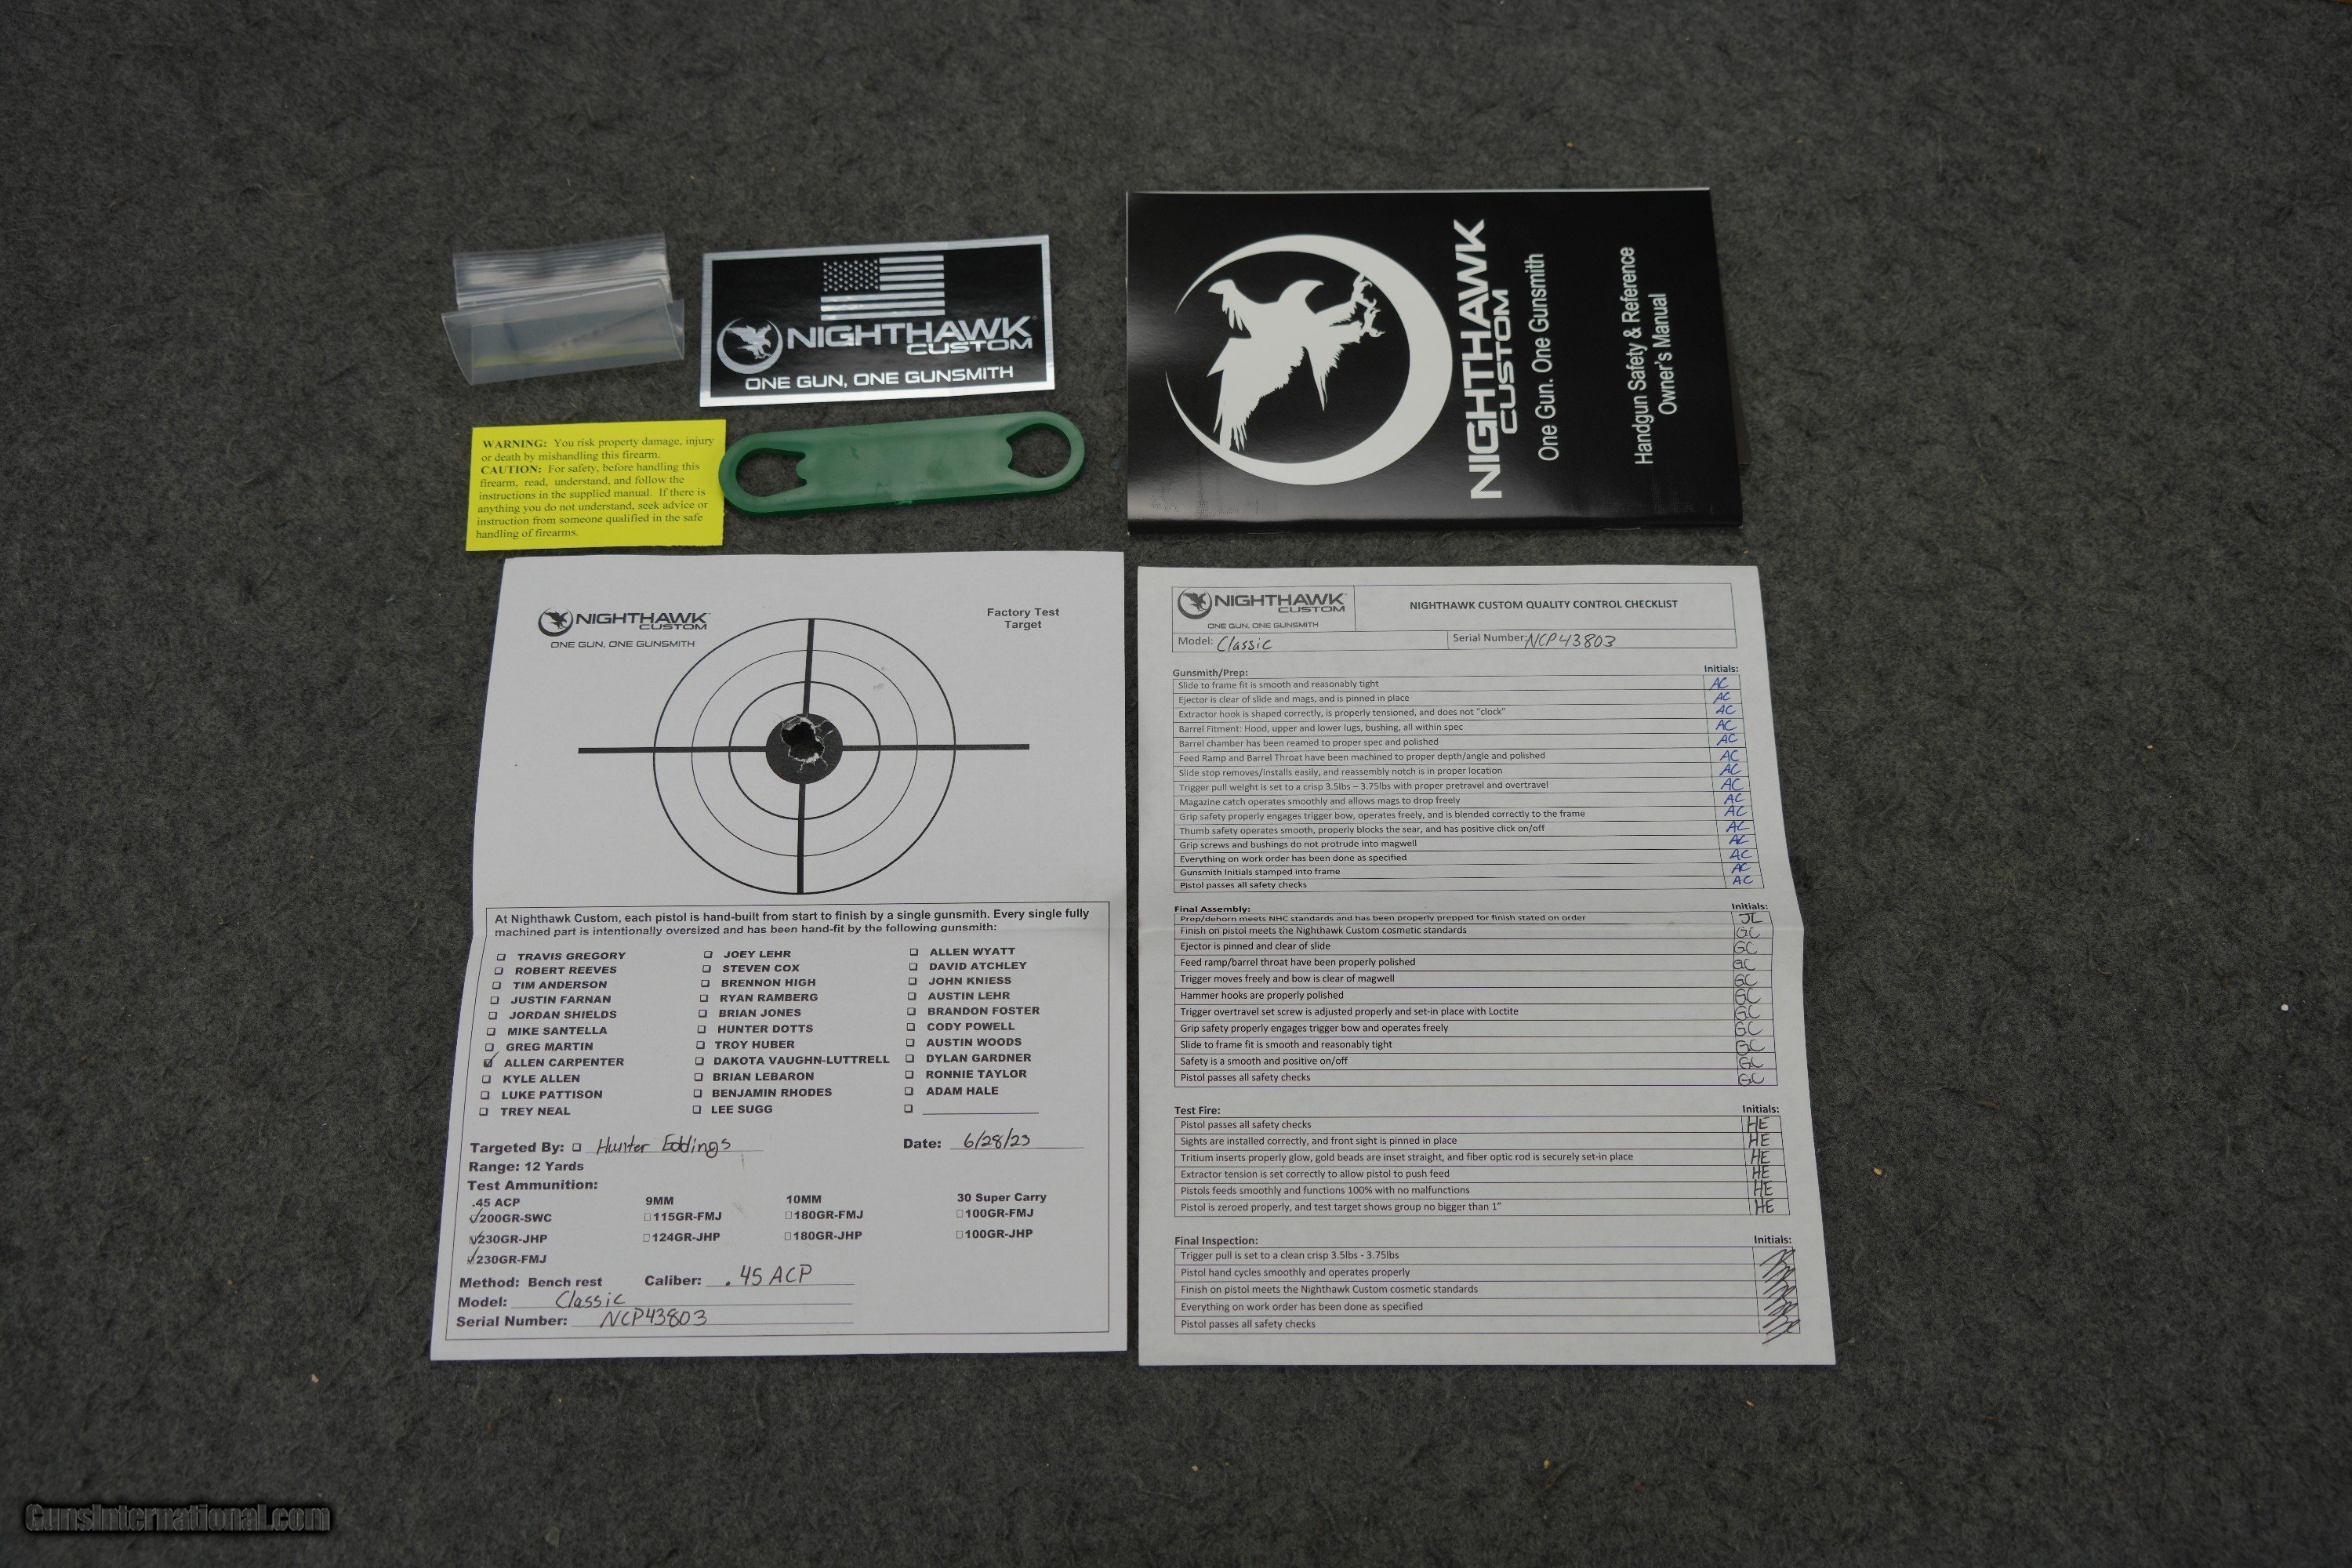 NIGHTHAWK
CUSTOM
ONE GUN, ONE GUNSMITH
NIGHTHAWK
CUSTOM
One Gun. One Gunsmith
Handgun Safety & Reference
Owner's Manual
WARNING: You risk property damage, injury
or death by mishandling this firearm.
CAUTION: For safety, before handling this
firearm, read, understand, and follow the
instructions in the supplied manual. If there is
anything you do not understand, seek advice or
instruction from someone qualified in the safe
handling of firearms.
NIGHTHAWK
CUSTOM
ONE GUN, ONE GUNSMITH
Factory Test
Target
At Nighthawk Custom, each pistol is hand-built from start to finish by a single gunsmith. Every single fully
machined part is intentionally oversized and has been hand-fit by the following gunsmith:
TRAVIS GREGORY
ROBERT REEVES
TIM ANDERSON
JUSTIN FARNAN
JORDAN SHIELDS
MIKE SANTELLA
GREG MARTIN
ALLEN CARPENTER
KYLE ALLEN
LUKE PATTISON
TREY NEAL
JOEY LEHR
STEVEN COX
BRENNON HIGH
RYAN RAMBERG
BRIAN JONES
HUNTER DOTTS
TROY HUBER
DAKOTA VAUGHN-LUTTRELL
BRIAN LEBARON
BENJAMIN RHODES
LEE SUGG
ALLEN WYATT
DAVID ATCHLEY
JOHN KNIESS
AUSTIN LEHR
BRANDON FOSTER
CODY POWELL
AUSTIN WOODS
DYLAN GARDNER
RONNIE TAYLOR
ADAM HALE
Targeted By: Hunter Eddings Date: 6/28/23
Range: 12 Yards
Test Ammunition:
.45 ACP 9MM 10MM 30 Super Carry
200GR-SWC 115GR-FMJ 180GR-FMJ 100GR-FMJ
230GR-JHP 124GR-JHP 180GR-JHP 100GR-JHP
230GR-FMJ
Method: Bench rest Caliber: .45 ACP
Model: Classic
Serial Number: NCP43803
NIGHTHAWK
CUSTOM
ONE GUN, ONE GUNSMITH
NIGHTHAWK CUSTOM QUALITY CONTROL CHECKLIST
Model: Classic Serial Number: NCP43803
Gunsmith/Prep: Initials:
Slide to frame fit is smooth and reasonably tight AC
Ejector is clear of slide and mags, and is pinned in place AC
Extractor hook is shaped correctly, is properly tensioned, and does not "clock" AC
Barrel Fitment: Hood, upper and lower lugs, bushing, all within spec AC
Barrel chamber has been reamed to proper spec and polished AC
Feed Ramp and Barrel Throat have been machined to proper depth/angle and polished AC
Slide stop removes/installs easily, and reassembly notch is in proper location AC
Trigger pull weight is set to a crisp 3.5lbs – 3.75lbs with proper pretravel and overtravel AC
Magazine catch operates smoothly and allows mags to drop freely AC
Grip safety properly engages trigger bow, operates freely, and is blended correctly to the frame AC
Thumb safety operates smooth, properly blocks the sear, and has positive click on/off AC
Grip screws and bushings do not protrude into magwell AC
Everything on work order has been done as specified AC
Gunsmith Initials stamped into frame AC
Pistol passes all safety checks AC
Final Assembly: Initials:
Prep/dehorn meets NHC standards and has been properly prepped for finish stated on order JL
Finish on pistol meets the Nighthawk Custom cosmetic standards GC
Ejector is pinned and clear of slide GC
Feed ramp/barrel throat have been properly polished GC
Trigger moves freely and bow is clear of magwell GC
Hammer hooks are properly polished GC
Trigger overtravel set screw is adjusted properly and set-in place with Loctite GC
Grip safety properly engages trigger bow and operates freely GC
Slide to frame fit is smooth and reasonably tight GC
Safety is a smooth and positive on/off GC
Pistol passes all safety checks GC
Test Fire: Initials:
Pistol passes all safety checks HE
Sights are installed correctly, and front sight is pinned in place HE
Tritium inserts properly glow, gold beads are inset straight, and fiber optic rod is securely set-in place HE
Extractor tension is set correctly to allow pistol to push feed HE
Pistols feeds smoothly and functions 100% with no malfunctions HE
Pistol is zeroed properly, and test target shows group no bigger than 1" HE
Final Inspection: Initials:
Trigger pull is set to a clean crisp 3.5lbs - 3.75lbs
Pistol hand cycles smoothly and operates properly
Finish on pistol meets the Nighthawk Custom cosmetic standards
Everything on work order has been done as specified
Pistol passes all safety checks
GunsInternational.com